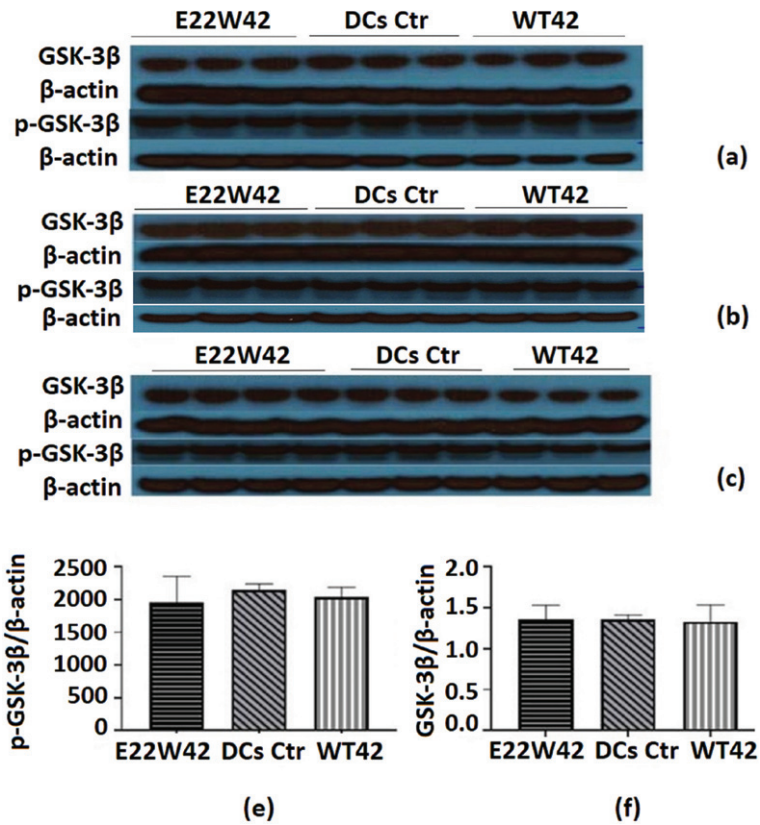 E22W42 DCs Ctr WT42
GSK-3β
β-actin
p-GSK-3β
β-actin
(a)
E22W42 DCs Ctr WT42
GSK-3β
β-actin
p-GSK-3β
β-actin
(b)
E22W42 DCs Ctr WT42
GSK-3β
β-actin
p-GSK-3β
β-actin
(c)
p-GSK-3β/β-actin
2500
2000
1500
1000
500
0
E22W42 DCs Ctr WT42
(e)
GSK-3β/β-actin
2.0
1.5
1.0
0.5
0.0
E22W42 DCs Ctr WT42
(f)